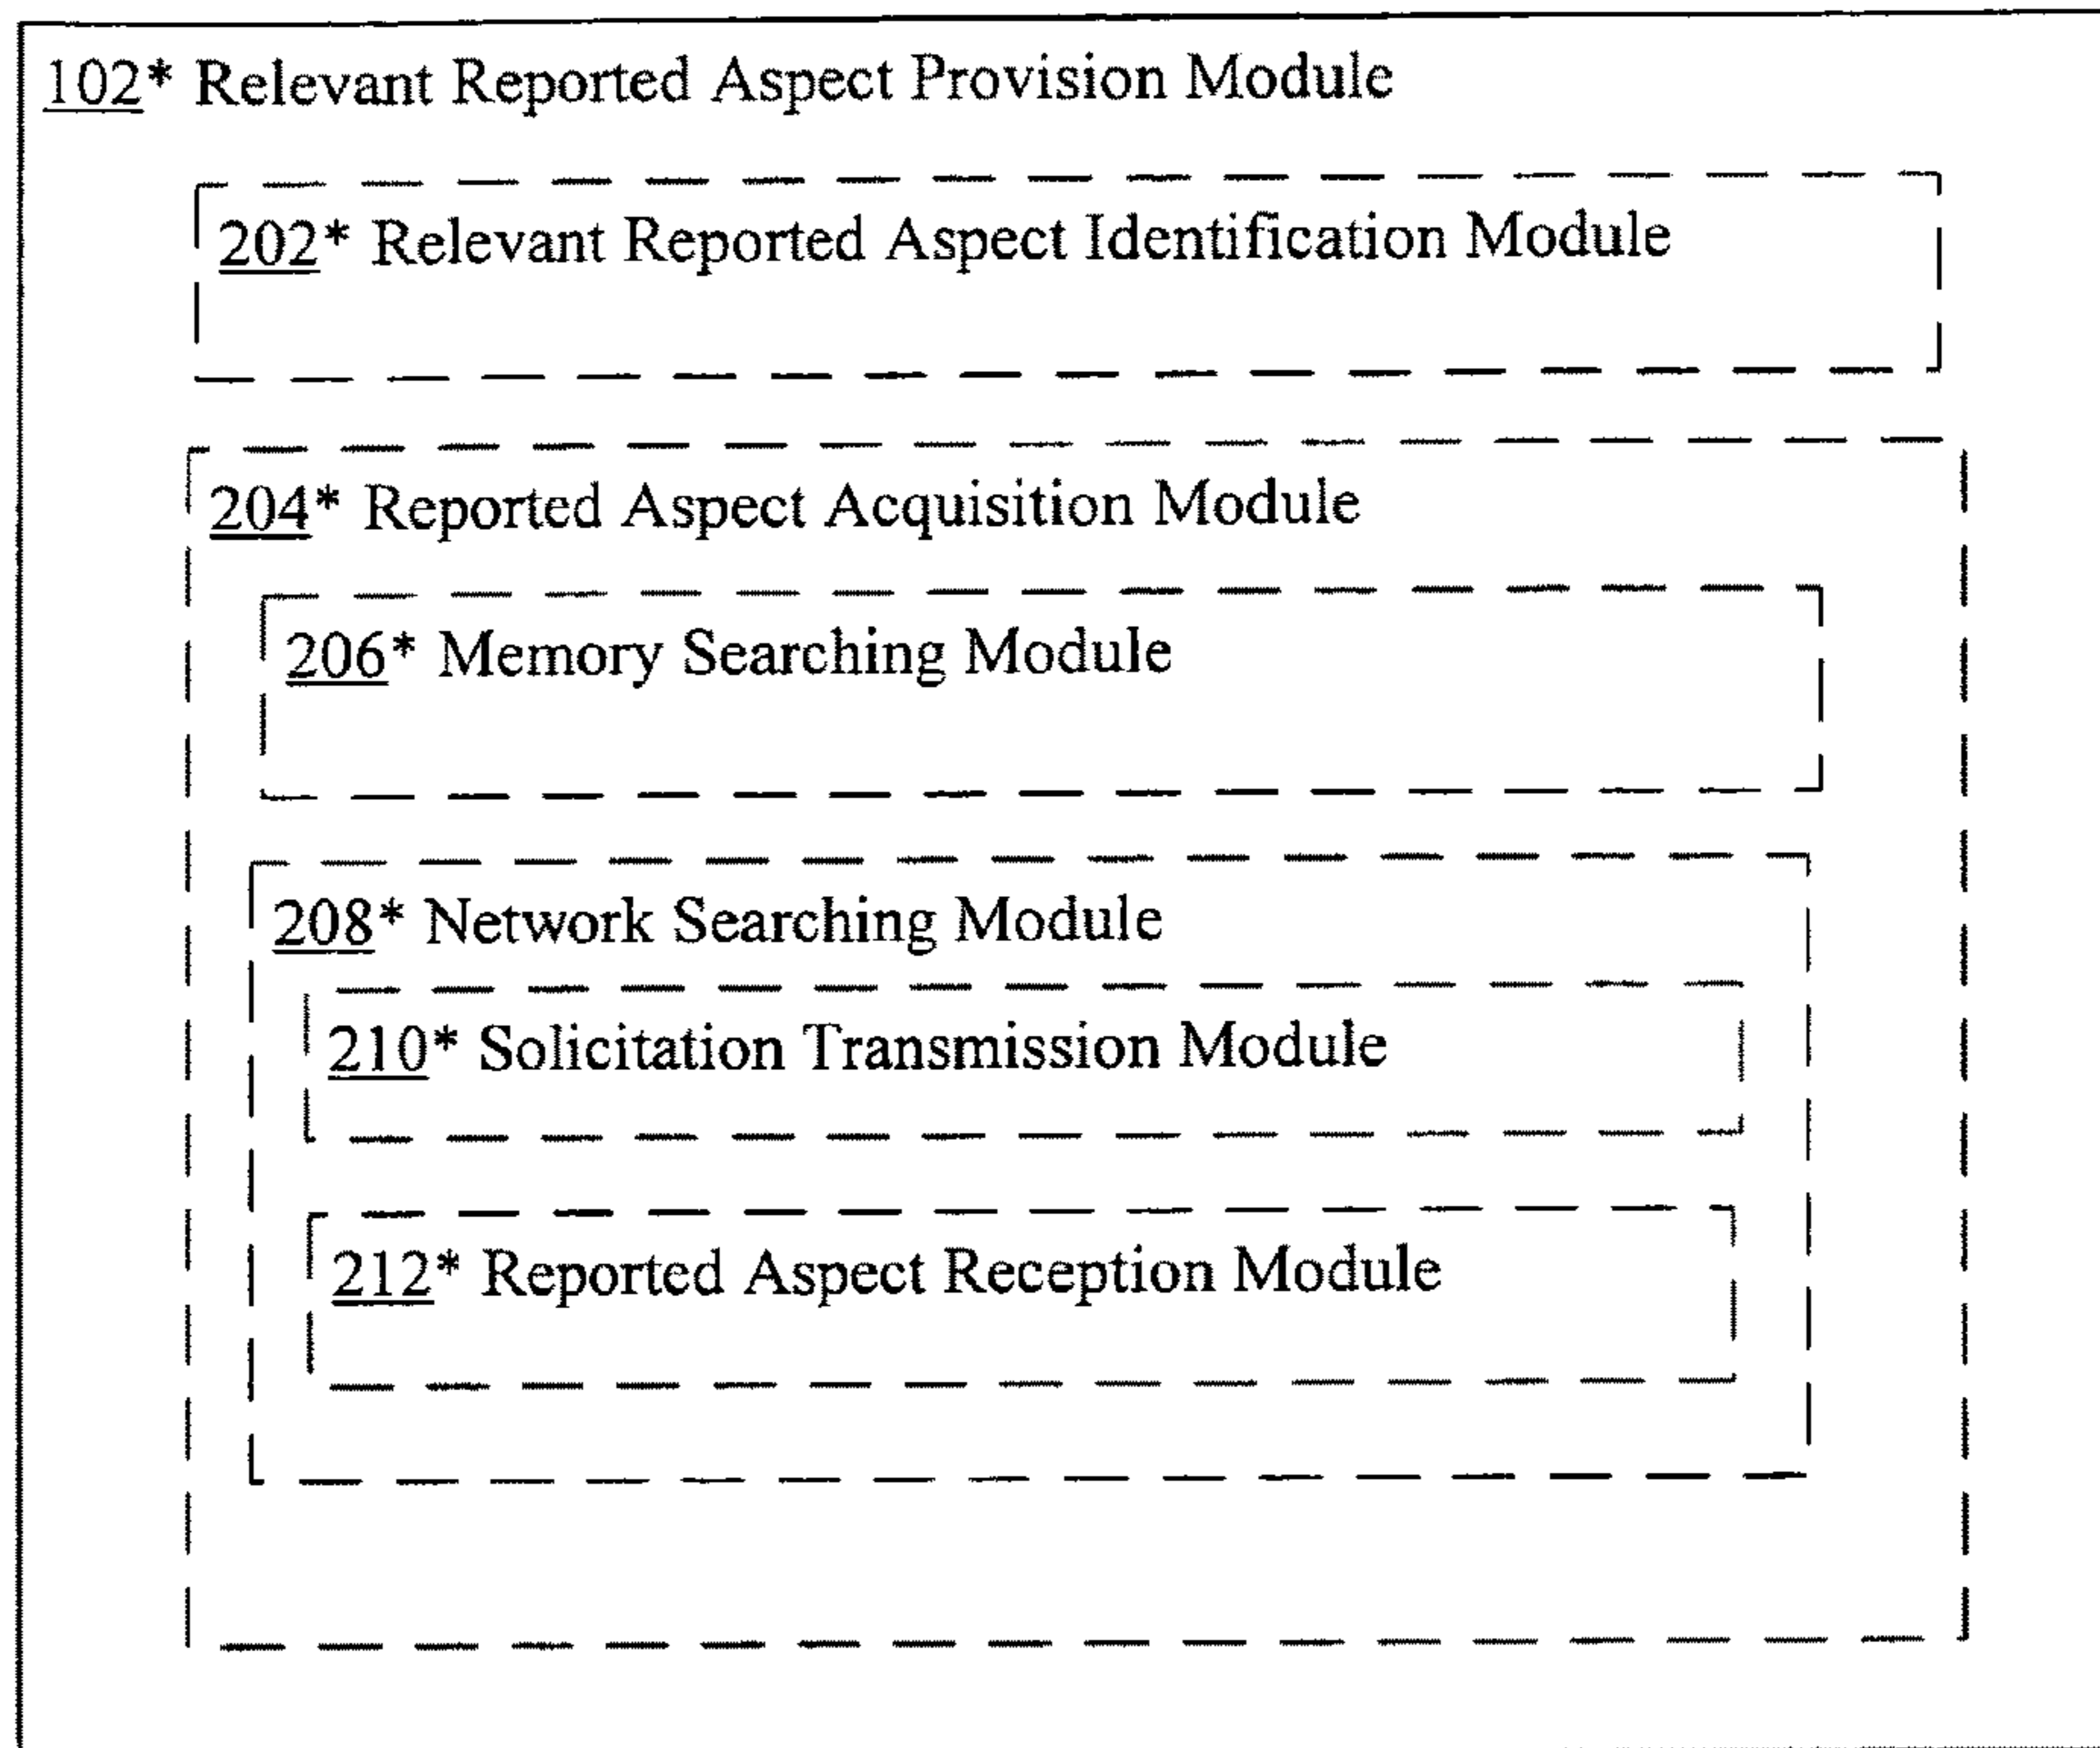 102* Relevant Reported Aspect Provision Module
202* Relevant Reported Aspect Identification Module
204* Reported Aspect Acquisition Module
206* Memory Searching Module
208* Network Searching Module
210* Solicitation Transmission Module
212* Reported Aspect Reception Module